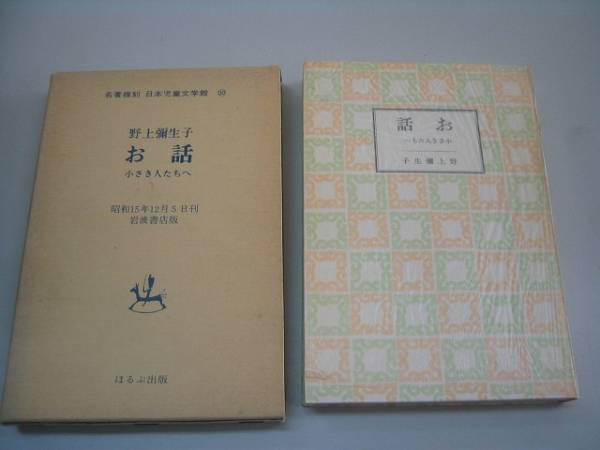 名著複刻 日本児童文学館 ㉚
野上彌生子
お話
小さき人たちへ
昭和15年12月5日刊
岩波書店版
ほるぷ出版
話お
へちた人きさ小
子生彌上野